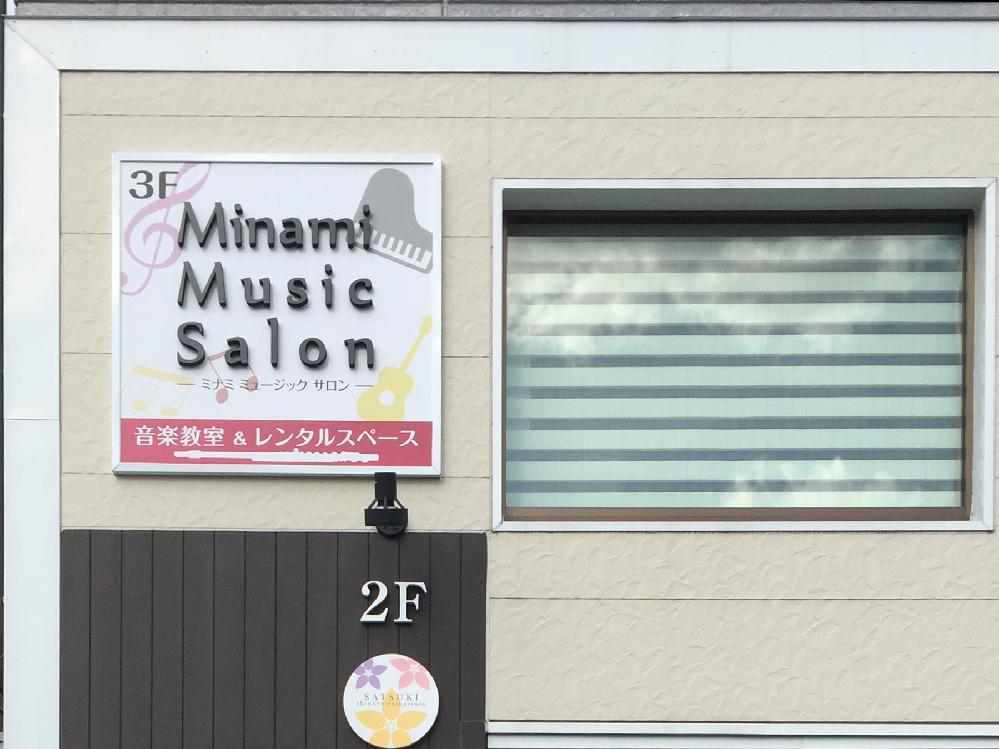 3F
Minami
Music
Salon
ミナミ ミュージック サロン
音楽教室 & レンタルスペース
2F
SATSUKI